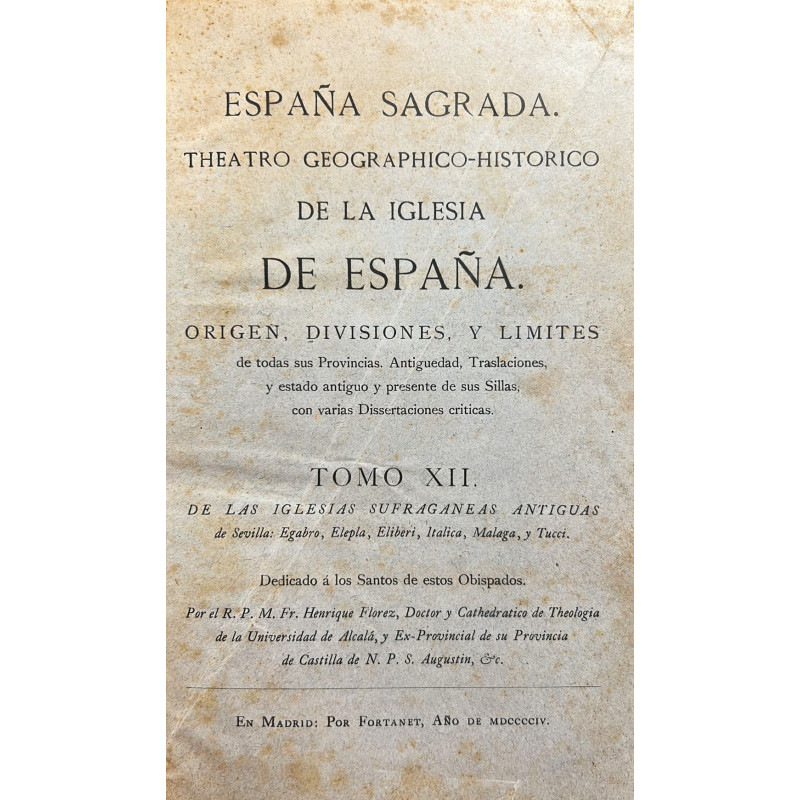 ESPAÑA SAGRADA.
THEATRO GEOGRAPHICO-HISTORICO
DE LA IGLESIA
DE ESPAÑA.
ORIGEN, DIVISIONES, Y LIMITES
de todas sus Provincias. Antiguedad, Traslaciones,
y estado antiguo y presente de sus Sillas,
con varias Dissertaciones criticas.
TOMO XII.
DE LAS IGLESIAS SUFRAGANEAS ANTIGUAS
de Sevilla: Egabro, Elepla, Eliberi, Italica, Malaga, y Tucci.
Dedicado á los Santos de estos Obispados.
Por el R. P. M. Fr. Henrique Florez, Doctor y Cathedratico de Theologia
de la Universidad de Alcalá, y Ex-Provincial de su Provincia
de Castilla de N. P. S. Augustin, &c.
EN MADRID: POR FORTANET, AÑO DE MDCCCCIV.